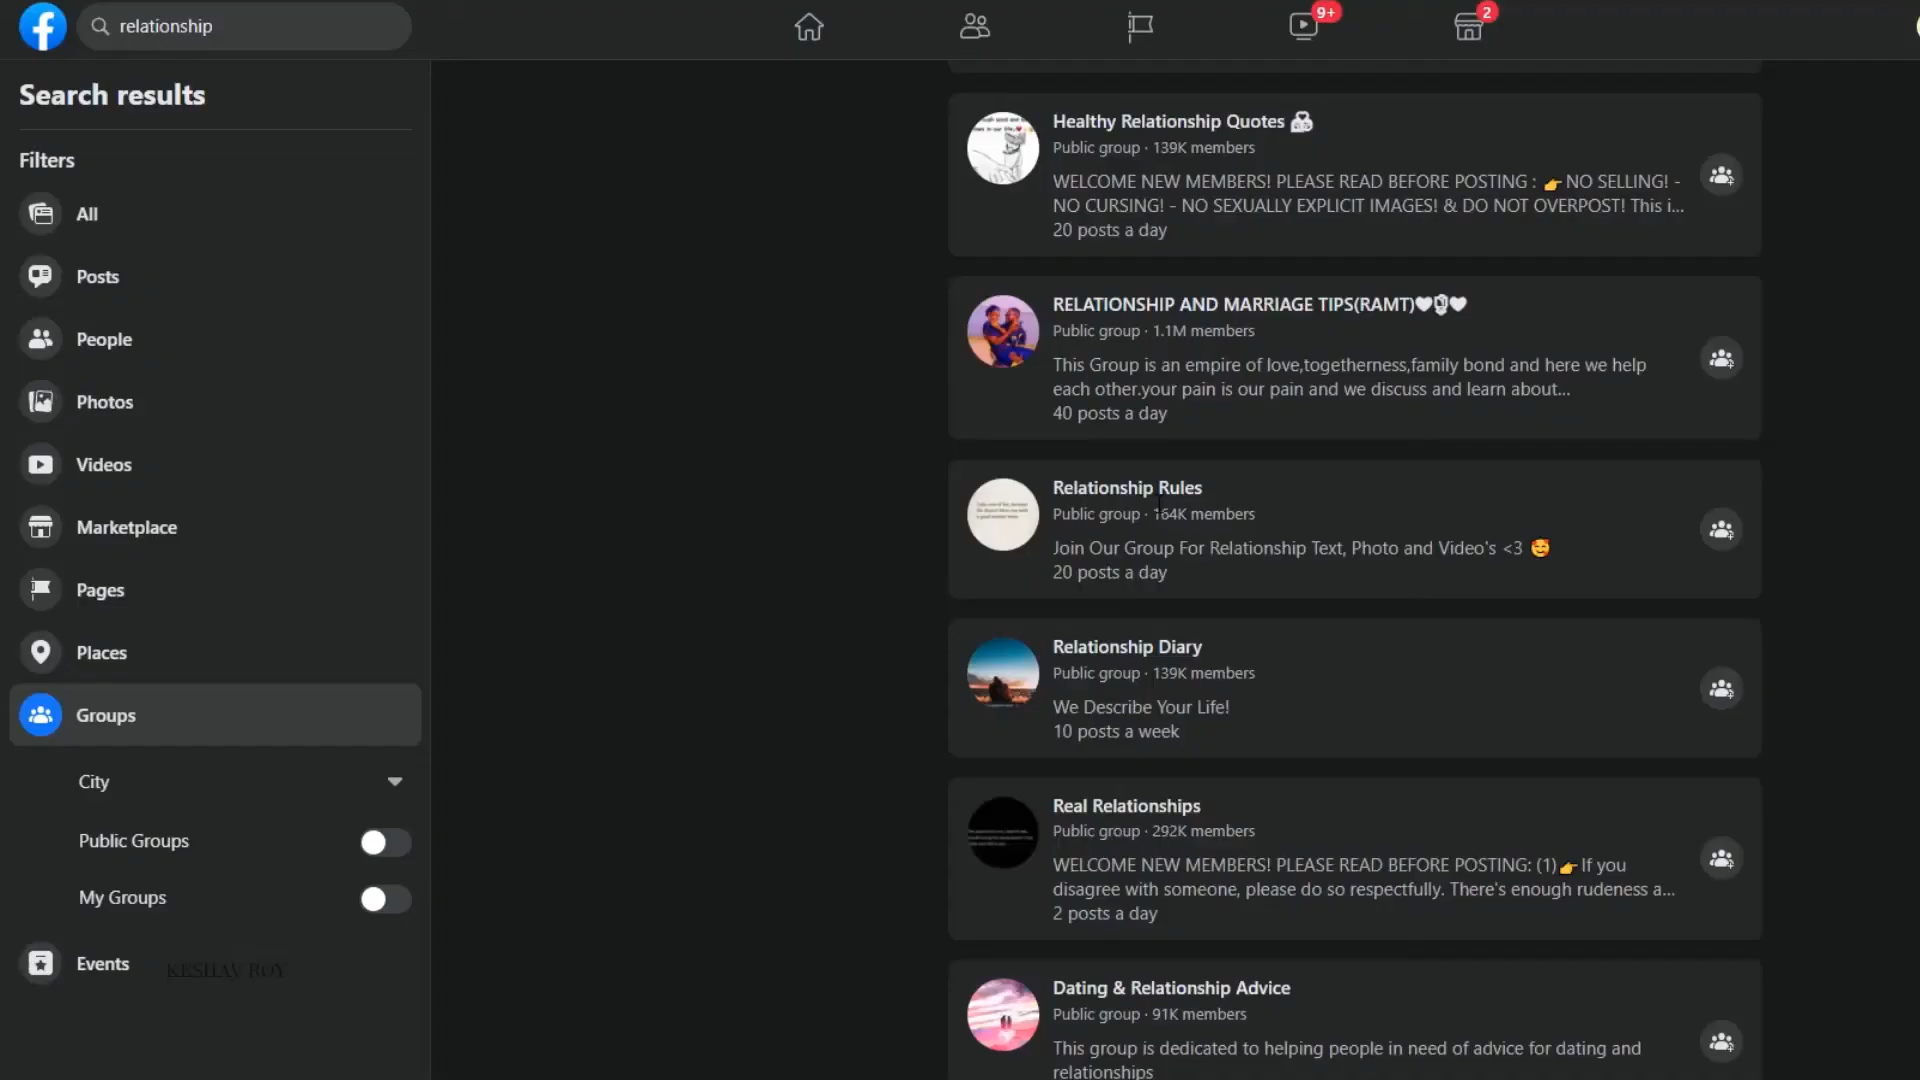 relationship
9+
2
Search results
Filters
All
Posts
People
Photos
Videos
Marketplace
Pages
Places
Groups
City
Public Groups
My Groups
Events
KESHAV ROY
Healthy Relationship Quotes
Public group · 139K members
WELCOME NEW MEMBERS! PLEASE READ BEFORE POSTING : 👉 NO SELLING! -
NO CURSING! - NO SEXUALLY EXPLICIT IMAGES! & DO NOT OVERPOST! This i...
20 posts a day
RELATIONSHIP AND MARRIAGE TIPS(RAMT)
Public group · 1.1M members
This Group is an empire of love,togetherness,family bond and here we help
each other.your pain is our pain and we discuss and learn about...
40 posts a day
Relationship Rules
Public group · 164K members
Join Our Group For Relationship Text, Photo and Video's <3 🥰
20 posts a day
Relationship Diary
Public group · 139K members
We Describe Your Life!
10 posts a week
Real Relationships
Public group · 292K members
WELCOME NEW MEMBERS! PLEASE READ BEFORE POSTING: (1)👉 If you
disagree with someone, please do so respectfully. There's enough rudeness a...
2 posts a day
Dating & Relationship Advice
Public group · 91K members
This group is dedicated to helping people in need of advice for dating and
relationships